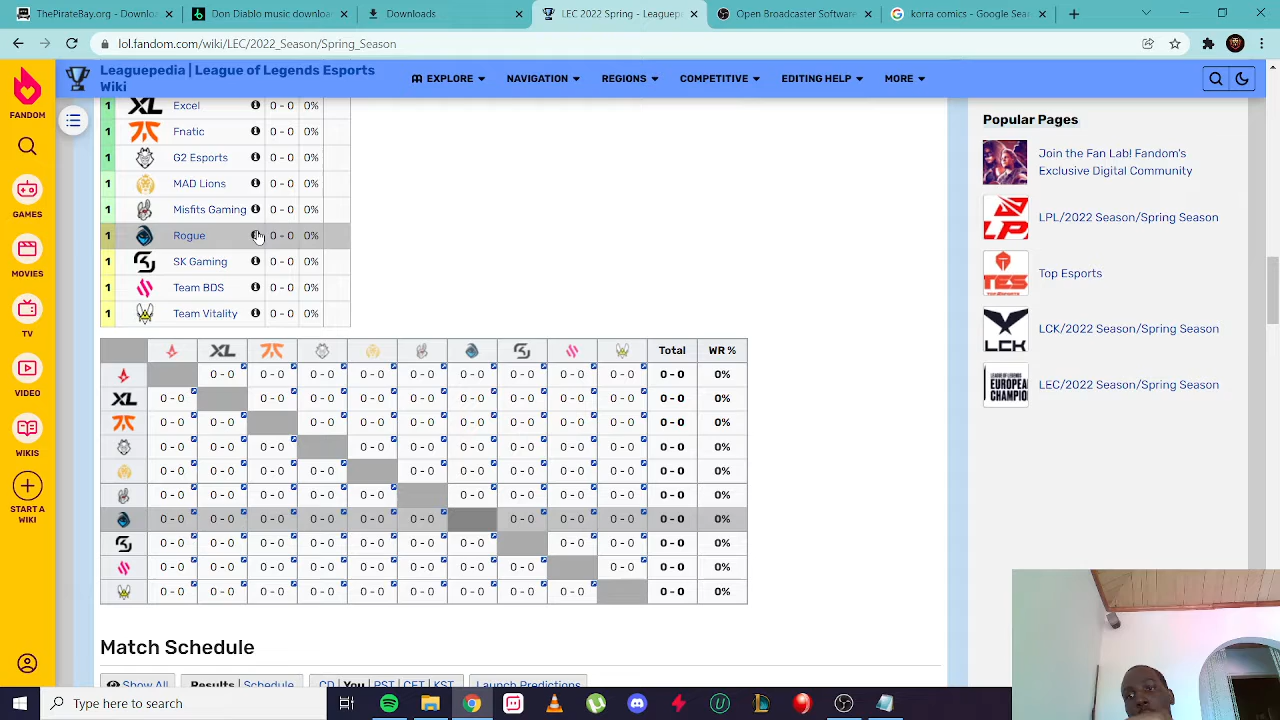 ThePirateBay.org - T
Download Dubai malik
Downloads
LEC 2022 Spring - Leaguep
Open Broadcaster Software
korra comics - Google S
lol.fandom.com/wiki/LEC/2022_Season/Spring_Season
FANDOM
GAMES
MOVIES
TV
VIDEO
WIKIS
START A
WIKI
Leaguepedia | League of Legends Esports
Wiki
EXPLORE NAVIGATION REGIONS COMPETITIVE EDITING HELP MORE
1 XL Excel 0 - 0 0%
1 Fnatic 0 - 0 0%
1 G2 Esports 0 - 0 0%
1 MAD Lions 0 - 0 0%
1 Misfits Gaming 0 - 0 0%
1 Rogue 0 - 0 0%
1 SK Gaming 0 - 0 0%
1 Team BDS 0 - 0 0%
1 Team Vitality 0 - 0 0%
XL Total WR %
0 - 0 0 - 0 0 - 0 0 - 0 0 - 0 0 - 0 0 - 0 0 - 0 0 - 0 0 - 0 0%
XL 0 - 0 0 - 0 0 - 0 0 - 0 0 - 0 0 - 0 0 - 0 0 - 0 0 - 0 0 - 0 0%
0 - 0 0 - 0 0 - 0 0 - 0 0 - 0 0 - 0 0 - 0 0 - 0 0 - 0 0 - 0 0%
0 - 0 0 - 0 0 - 0 0 - 0 0 - 0 0 - 0 0 - 0 0 - 0 0 - 0 0 - 0 0%
0 - 0 0 - 0 0 - 0 0 - 0 0 - 0 0 - 0 0 - 0 0 - 0 0 - 0 0 - 0 0%
0 - 0 0 - 0 0 - 0 0 - 0 0 - 0 0 - 0 0 - 0 0 - 0 0 - 0 0 - 0 0%
0 - 0 0 - 0 0 - 0 0 - 0 0 - 0 0 - 0 0 - 0 0 - 0 0 - 0 0 - 0 0%
0 - 0 0 - 0 0 - 0 0 - 0 0 - 0 0 - 0 0 - 0 0 - 0 0 - 0 0 - 0 0%
0 - 0 0 - 0 0 - 0 0 - 0 0 - 0 0 - 0 0 - 0 0 - 0 0 - 0 0 - 0 0%
0 - 0 0 - 0 0 - 0 0 - 0 0 - 0 0 - 0 0 - 0 0 - 0 0 - 0 0 - 0 0%
Match Schedule
Show All Results | Schedule CD | You | PST | CET | KST Launch Predictions
Popular Pages
Join the Fan Lab! Fandom's
Exclusive Digital Community
LPL/2022 Season/Spring Season
TES
Top Esports
LCK
LCK/2022 Season/Spring Season
LEAGUE OF LEGENDS
EUROPEAN
CHAMPION
LEC/2022 Season/Spring Season
Type here to search